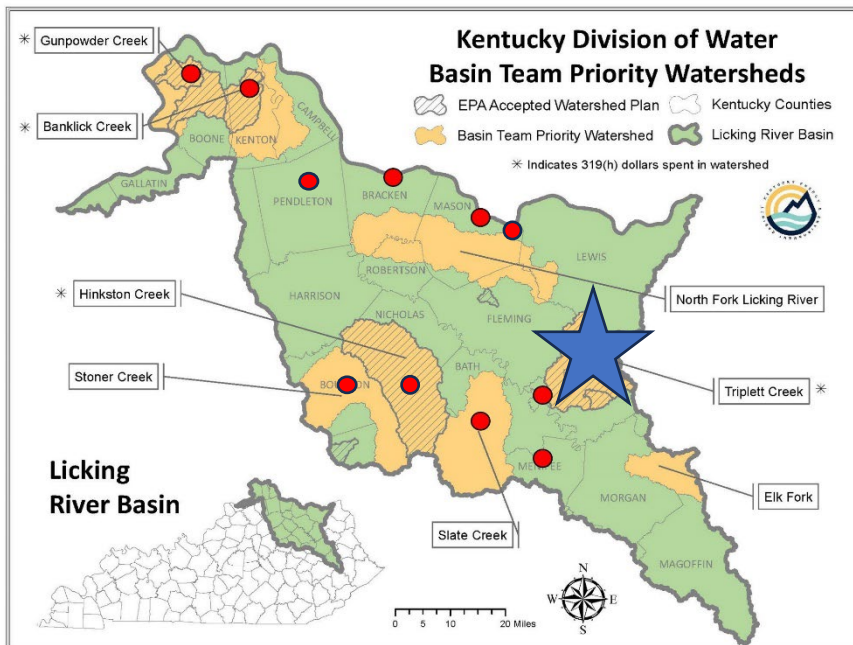 Kentucky Division of Water
Basin Team Priority Watersheds
EPA Accepted Watershed Plan
Kentucky Counties
Basin Team Priority Watershed
Licking River Basin
✳ Indicates 319(h) dollars spent in watershed
✳ Gunpowder Creek
✳ Banklick Creek
CAMPBELL
BOONE
KENTON
GALLATIN
PENDLETON
BRACKEN
MASON
LEWIS
ROBERTSON
North Fork Licking River
✳ Hinkston Creek
HARRISON
NICHOLAS
FLEMING
Stoner Creek
BATH
Triplett Creek ✳
MENIFEE
Licking
River Basin
Elk Fork
MORGAN
Slate Creek
MAGOFFIN
N
W E
S
0 5 10 20 Miles